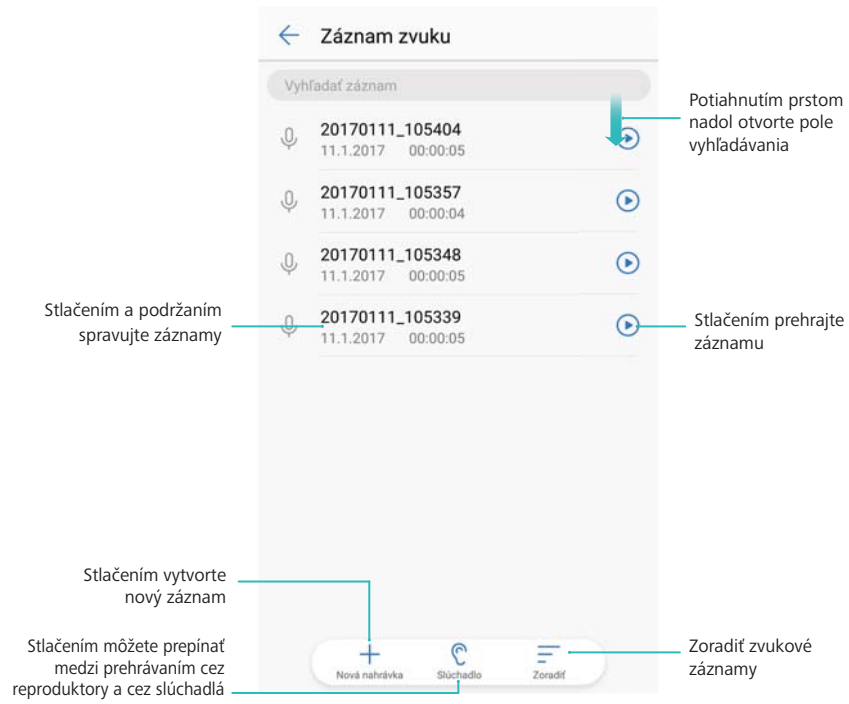 Záznam zvuku
Vyhľadať záznam
Potiahnutím prstom
nadol otvorte pole
vyhľadávania
20170111_105404
11.1.2017 00:00:05
20170111_105357
11.1.2017 00:00:04
20170111_105348
11.1.2017 00:00:05
Stlačením a podržaním
spravujte záznamy
20170111_105339
11.1.2017 00:00:05
Stlačením prehrajte
záznamu
Stlačením vytvorte
nový záznam
Stlačením môžete prepínať
medzi prehrávaním cez
reproduktory a cez slúchadlá
Nová nahrávka
Slúchadlo
Zoradiť
Zoradiť zvukové
záznamy